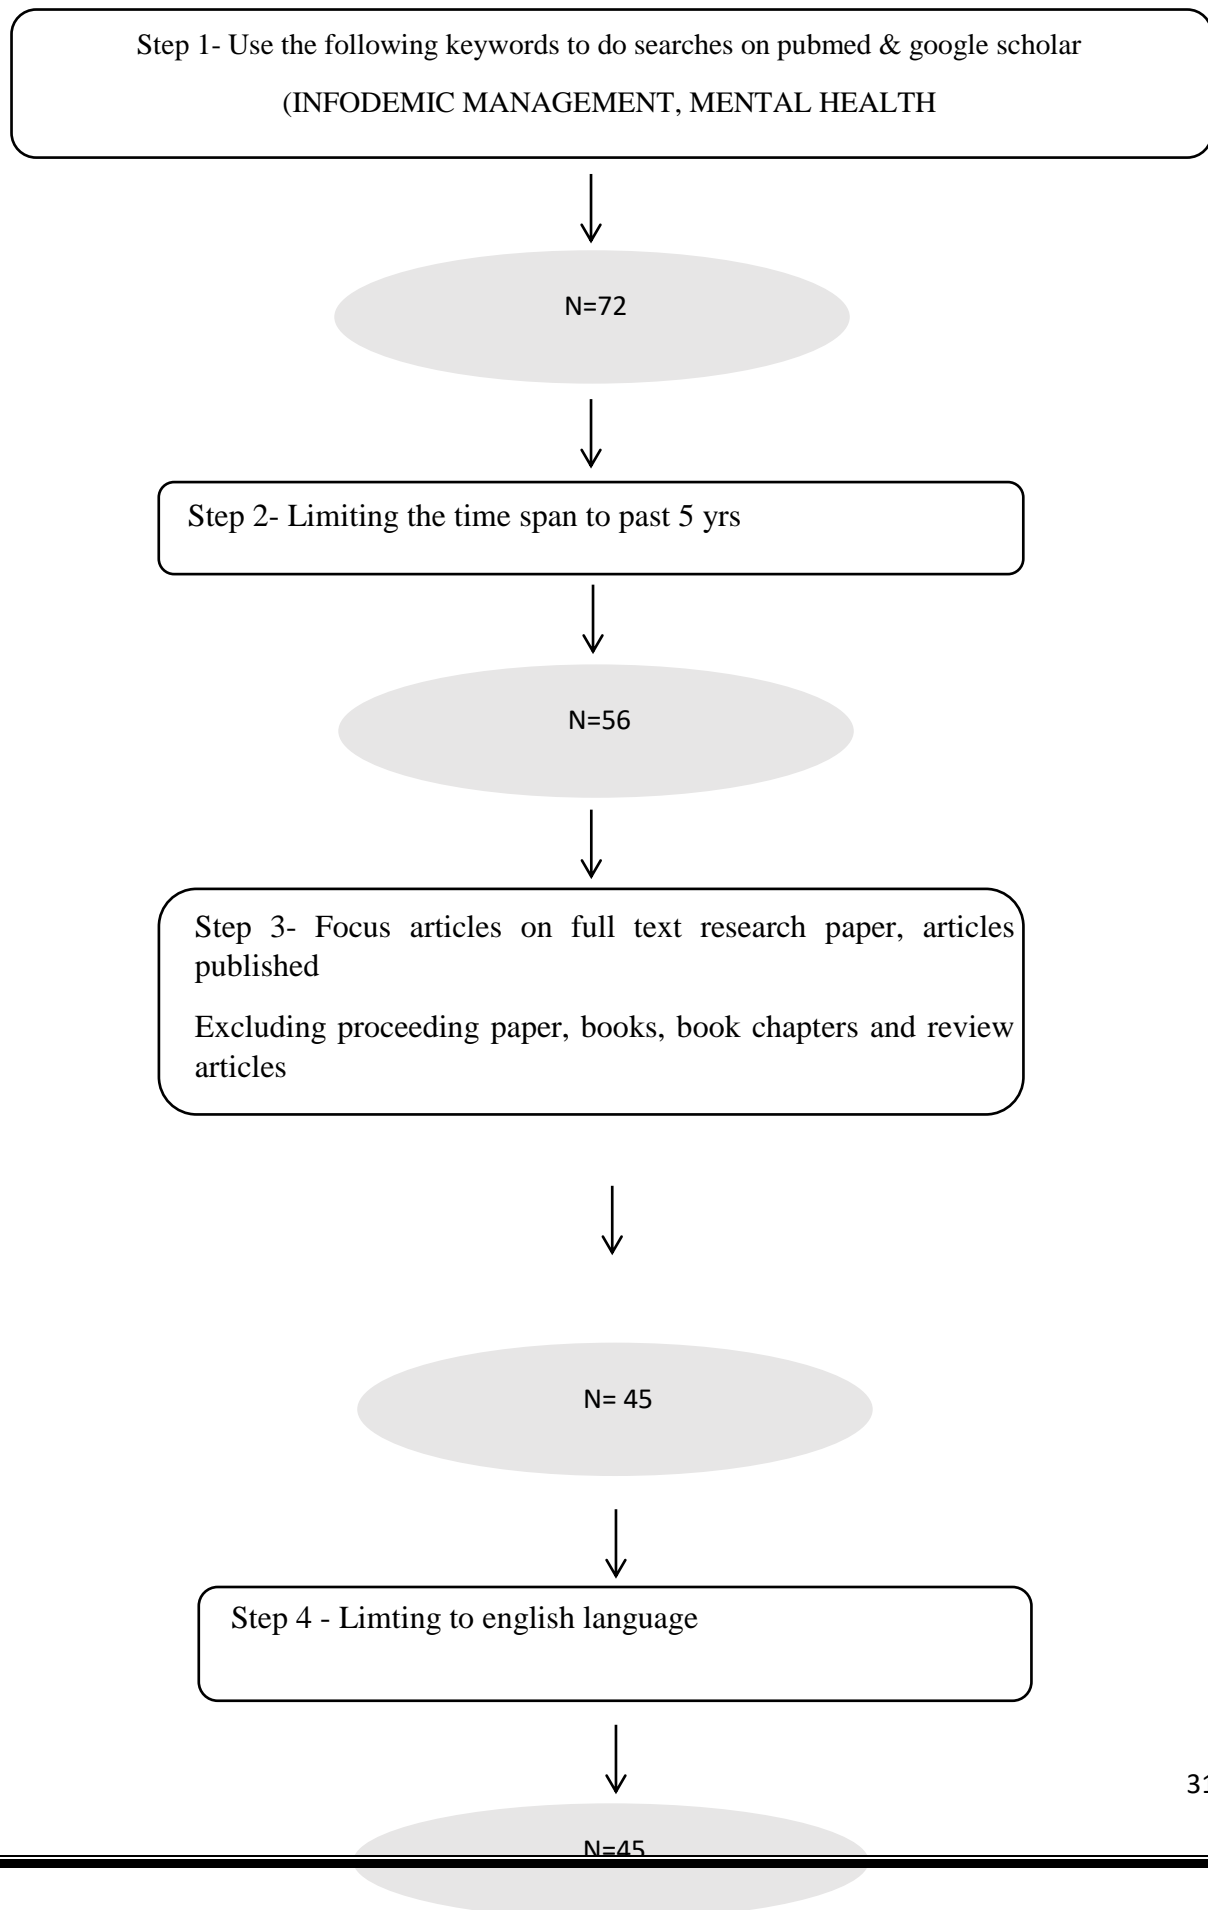 Step 1- Use the following keywords to do searches on pubmed & google scholar
(INFODEMIC MANAGEMENT, MENTAL HEALTH
N=72
Step 2- Limiting the time span to past 5 yrs
N=56
Step 3- Focus articles on full text research paper, articles
published
Excluding proceeding paper, books, book chapters and review
articles
N= 45
Step 4 - Limting to english language
31
N=45